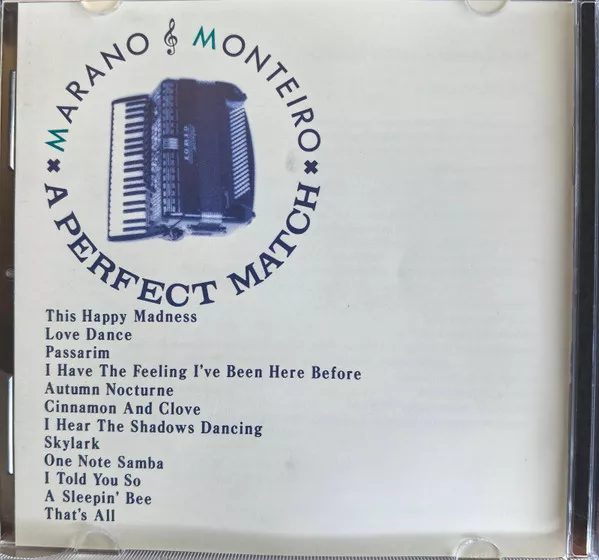 MARANO 𝄞 MONTEIRO
A PERFECT MATCH
This Happy Madness
Love Dance
Passarim
I Have The Feeling I've Been Here Before
Autumn Nocturne
Cinnamon And Clove
I Hear The Shadows Dancing
Skylark
One Note Samba
I Told You So
A Sleepin' Bee
That's All